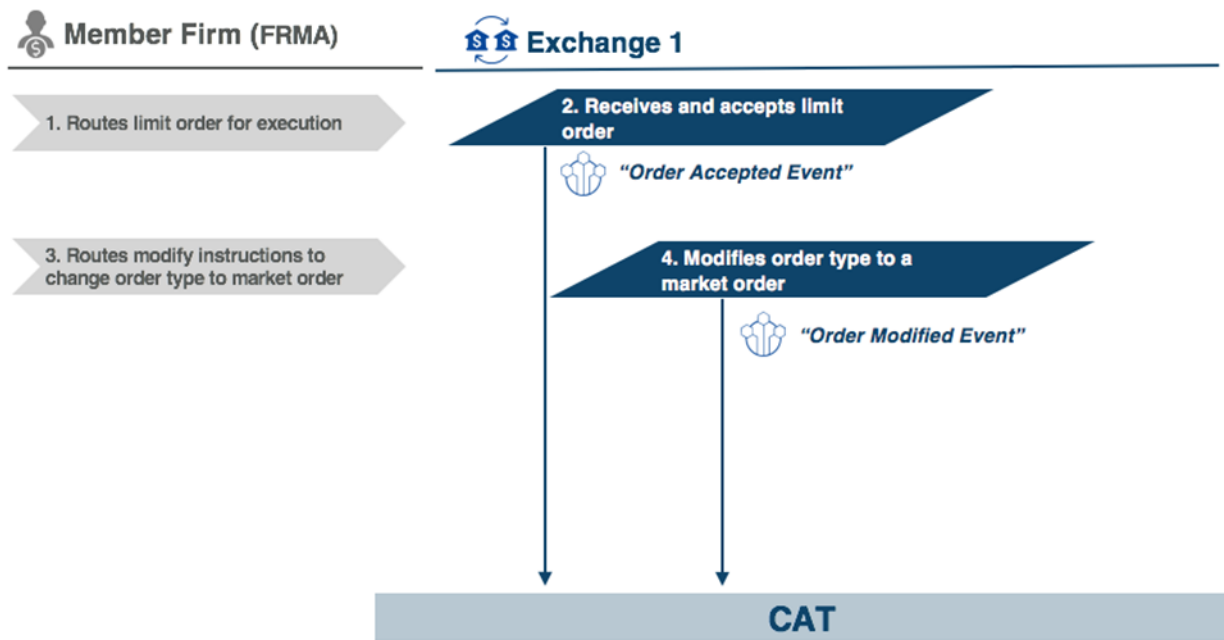 Member Firm (FRMA)
Exchange 1
1. Routes limit order for execution
2. Receives and accepts limit
order
“Order Accepted Event”
3. Routes modify instructions to
change order type to market order
4. Modifies order type to a
market order
“Order Modified Event”
CAT